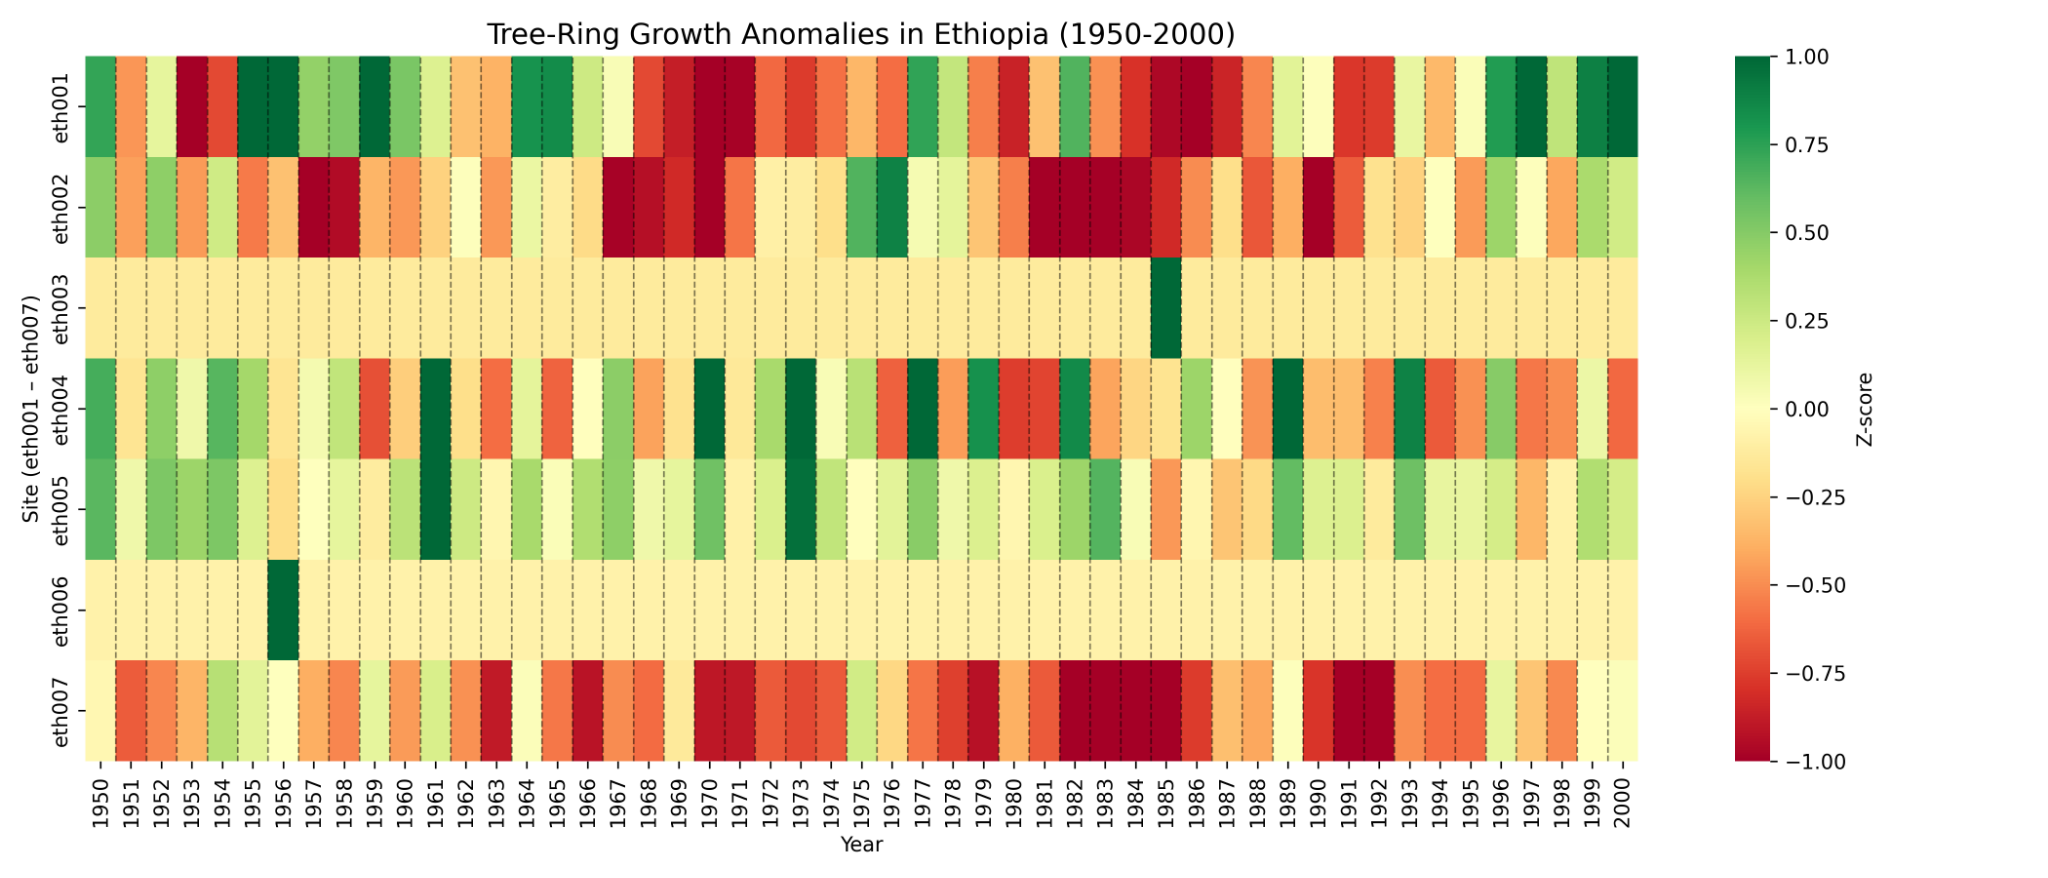 Tree-Ring Growth Anomalies in Ethiopia (1950-2000)
Site (eth001 – eth007)
eth001
eth002
eth003
eth004
eth005
eth006
eth007
1950 1951 1952 1953 1954 1955 1956 1957 1958 1959 1960 1961 1962 1963 1964 1965 1966 1967 1968 1969 1970 1971 1972 1973 1974 1975 1976 1977 1978 1979 1980 1981 1982 1983 1984 1985 1986 1987 1988 1989 1990 1991 1992 1993 1994 1995 1996 1997 1998 1999 2000
Year
1.00
0.75
0.50
0.25
0.00
−0.25
−0.50
−0.75
−1.00
Z-score